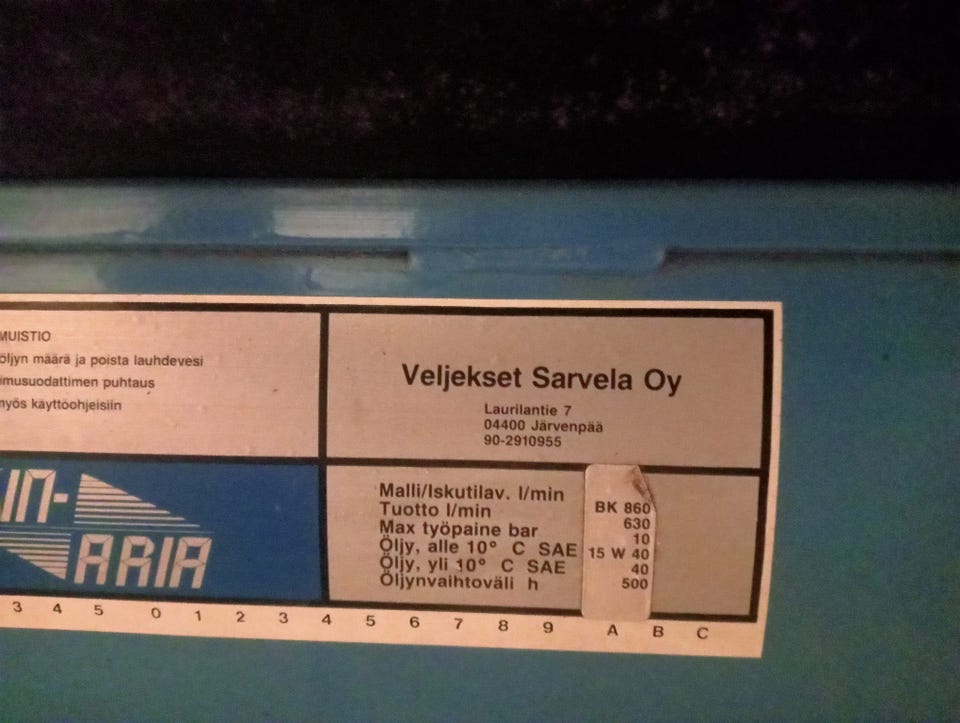 MUISTIO
öljyn määrä ja poista lauhdevesi
imusuodattimen puhtaus
myös käyttöohjeisiin
Veljekset Sarvela Oy
Laurilantie 7
04400 Järvenpää
90-2910955
ARIA
Malli/Iskutilav. l/min BK 860
Tuotto l/min 630
Max työpaine bar 10
Öljy, alle 10° C SAE 15 W 40
Öljy, yli 10° C SAE 40
Öljynvaihtoväli h 500
3 4 5 0 1 2 3 4 5 6 7 8 9 A B C